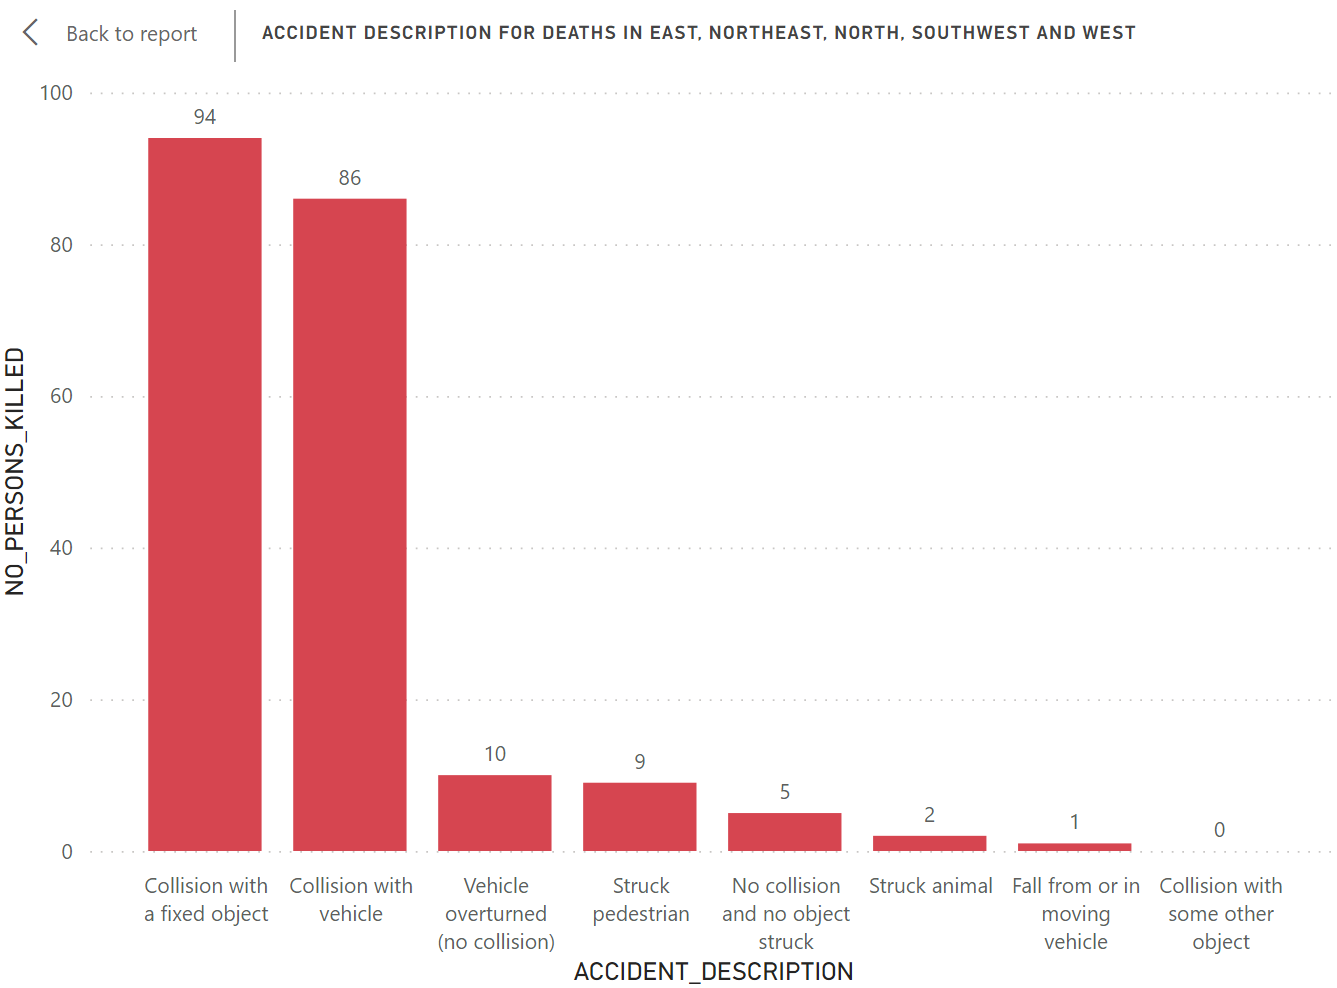 Back to report
ACCIDENT DESCRIPTION FOR DEATHS IN EAST, NORTHEAST, NORTH, SOUTHWEST AND WEST
NO_PERSONS_KILLED
100
80
60
40
20
0
94
86
10
9
5
2
1
0
Collision with
a fixed object
Collision with
vehicle
Vehicle
overturned
(no collision)
Struck
pedestrian
No collision
and no object
struck
Struck animal
Fall from or in
moving
vehicle
Collision with
some other
object
ACCIDENT_DESCRIPTION